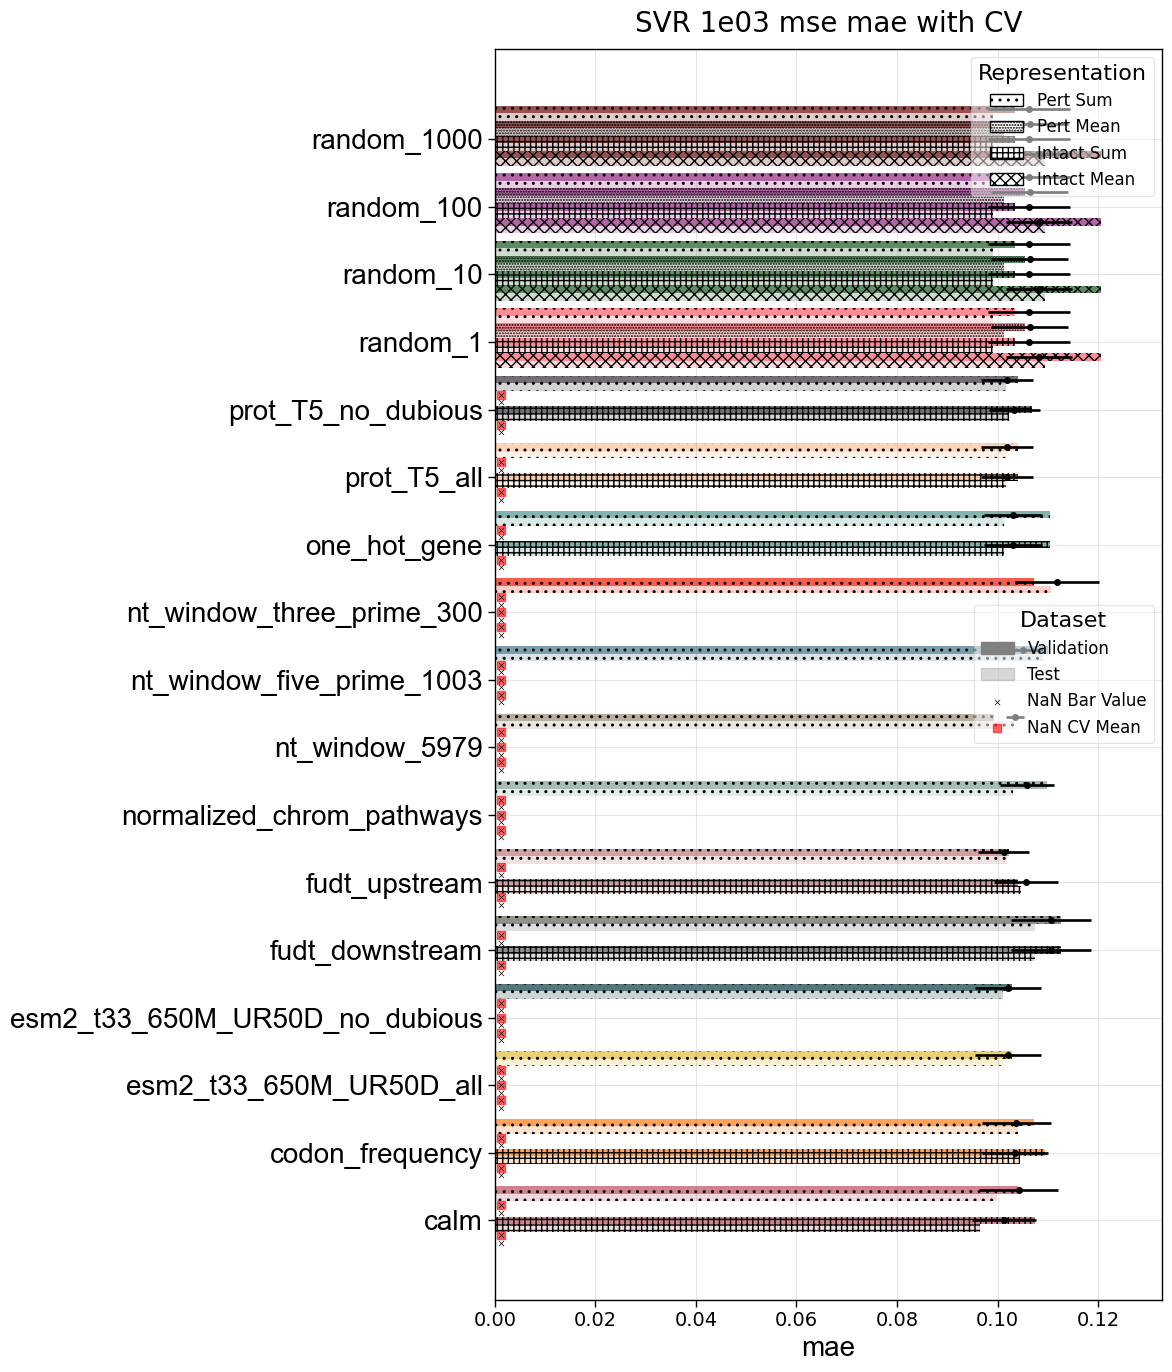 SVR 1e03 mse mae with CV
Representation
Pert Sum
Pert Mean
Intact Sum
Intact Mean
random_1000
random_100
random_10
random_1
prot_T5_no_dubious
prot_T5_all
one_hot_gene
nt_window_three_prime_300
Dataset
Validation
Test
NaN Bar Value
NaN CV Mean
nt_window_five_prime_1003
nt_window_5979
normalized_chrom_pathways
fudt_upstream
fudt_downstream
esm2_t33_650M_UR50D_no_dubious
esm2_t33_650M_UR50D_all
codon_frequency
calm
0.00 0.02 0.04 0.06 0.08 0.10 0.12
mae